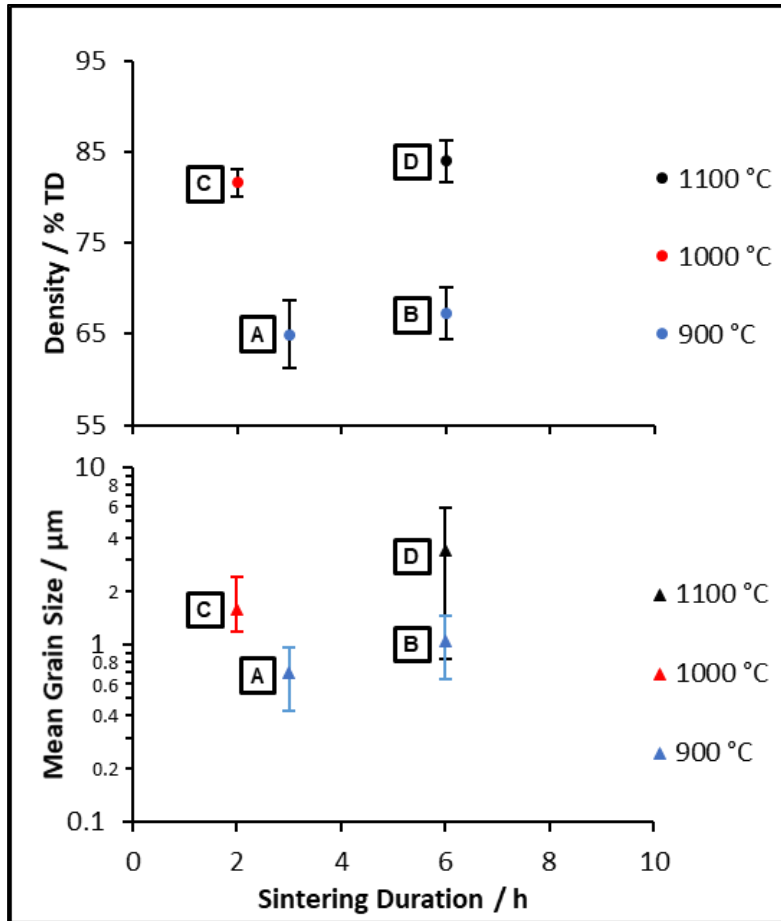 Density / % TD
95
85
75
65
55
C
D
A
B
1100 °C
1000 °C
900 °C
Mean Grain Size / μm
10
8
6
4
2
1
0.8
0.6
0.4
0.2
0.1
C
D
A
B
1100 °C
1000 °C
900 °C
0 2 4 6 8 10
Sintering Duration / h